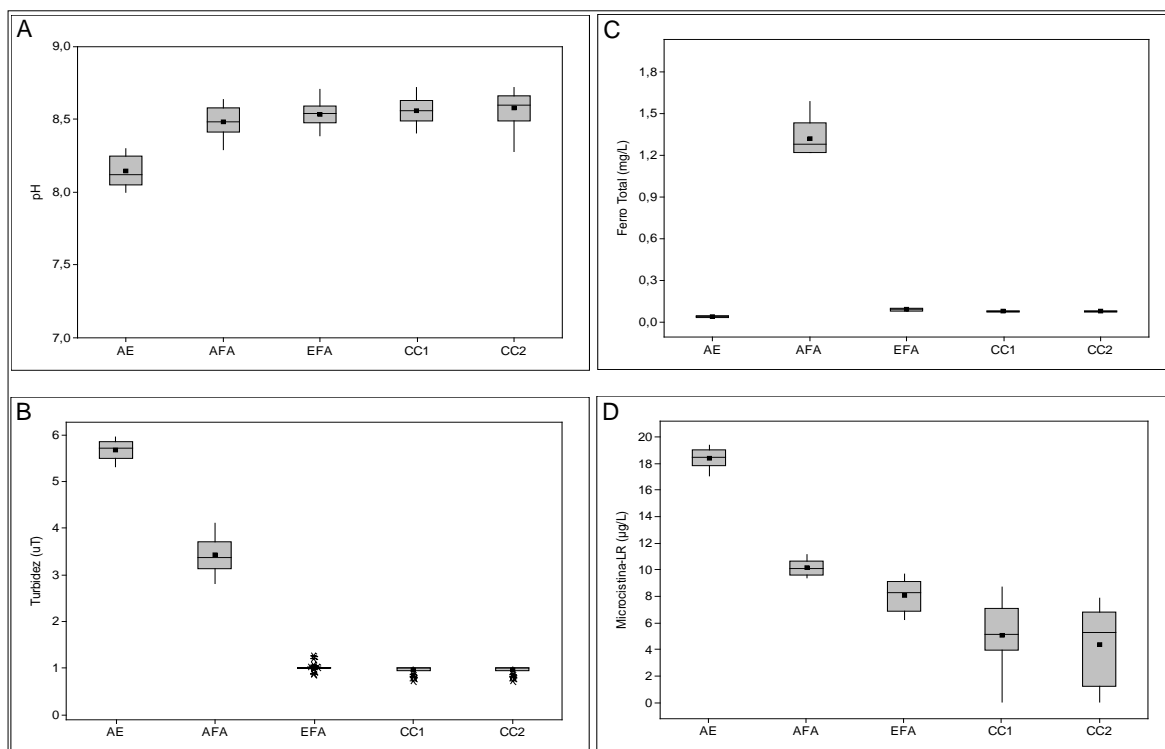 A
9,0
8,5
8,0
7,5
7,0
pH
AE AFA EFA CC1 CC2
C
1,8
1,5
1,2
0,9
0,6
0,3
0,0
Ferro Total (mg/L)
AE AFA EFA CC1 CC2
B
6
5
4
3
2
1
0
Turbidez (uT)
AE AFA EFA CC1 CC2
D
20
18
16
14
12
10
8
6
4
2
0
Microcistina-LR (µg/L)
AE AFA EFA CC1 CC2